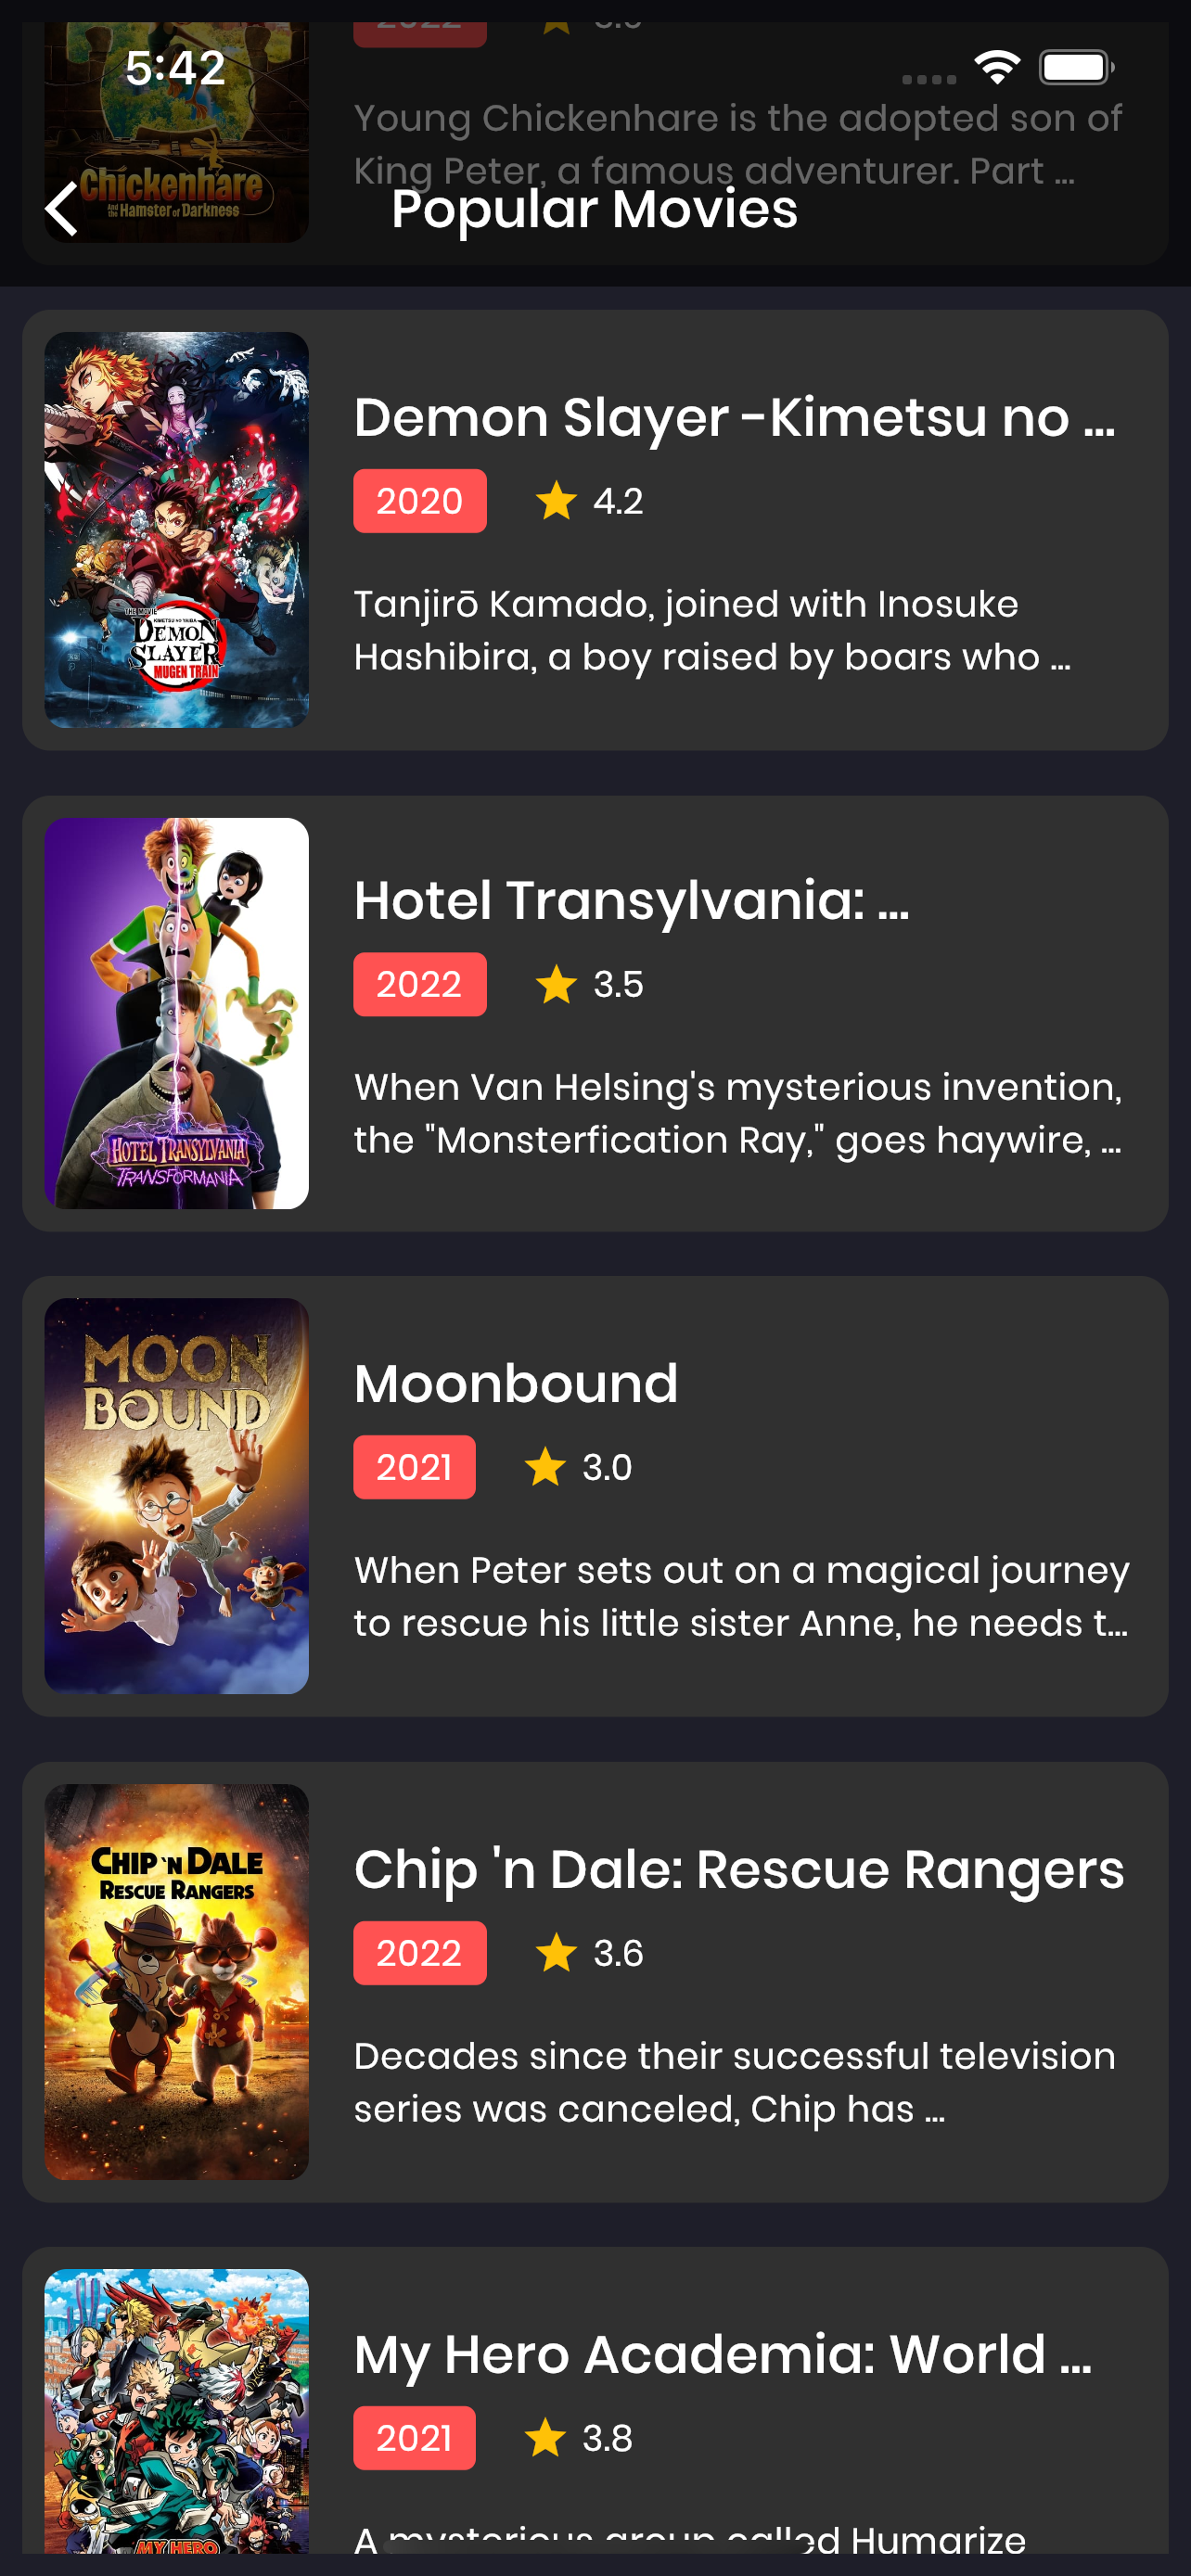 2022
5:42
Young Chickenhare is the adopted son of
King Peter, a famous adventurer. Part ...
Chickenhare
And the Hamster of Darkness
Popular Movies
Demon Slayer -Kimetsu no ...
2020 4.2
Tanjirō Kamado, joined with Inosuke
Hashibira, a boy raised by boars who ...
THE MOVIE
KIMETSU NO YAIBA
DEMON
SLAYER
MUGEN TRAIN
Hotel Transylvania: ...
2022 3.5
When Van Helsing's mysterious invention,
the "Monsterfication Ray," goes haywire, ...
HOTEL TRANSYLVANIA
TRANSFORMANIA
MOON
BOUND
Moonbound
2021 3.0
When Peter sets out on a magical journey
to rescue his little sister Anne, he needs t...
CHIP 'N DALE
RESCUE RANGERS
Chip 'n Dale: Rescue Rangers
2022 3.6
Decades since their successful television
series was canceled, Chip has ...
My Hero Academia: World ...
2021 3.8
A mysterious group called Humarize
MY HERO